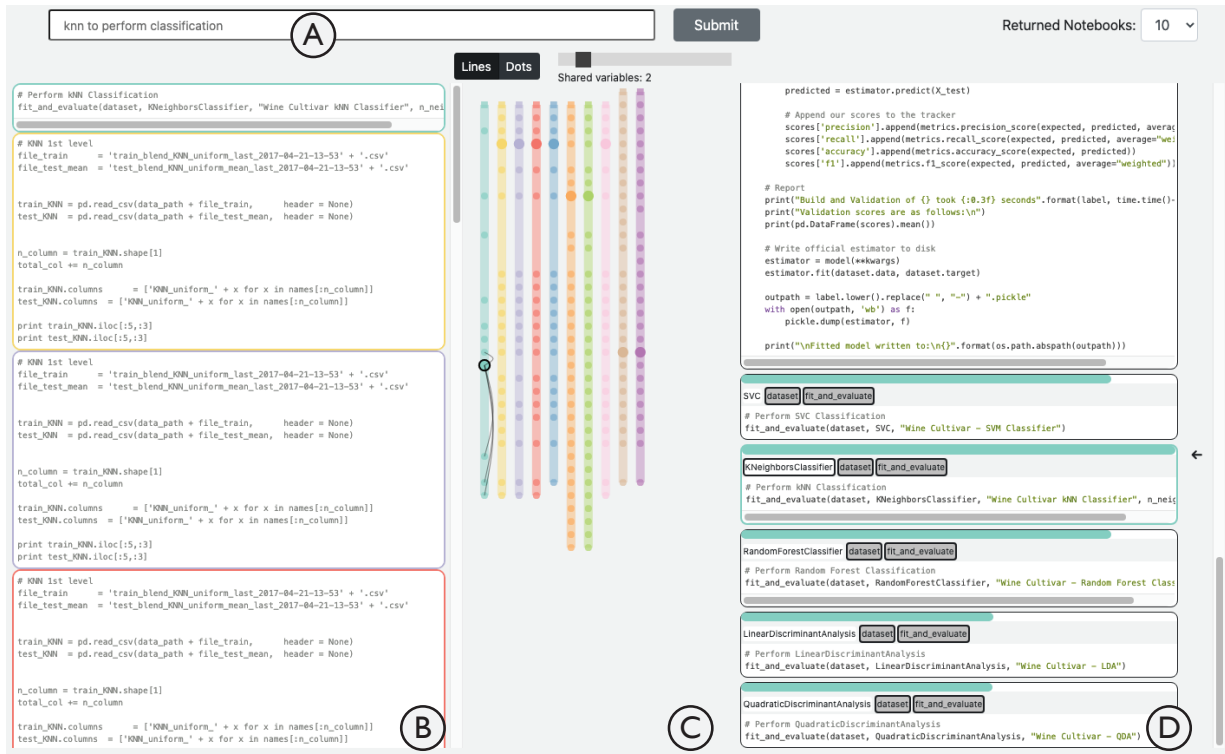 knn to perform classification
A
Submit
Returned Notebooks: 10
Lines Dots
Shared variables: 2
# Perform kNN Classification
fit_and_evaluate(dataset, KNeighborsClassifier, "Wine Cultivar kNN Classifier", n_nei
# KNN 1st level
file_train      = 'train_blend_KNN_uniform_last_2017-04-21-13-53' + '.csv'
file_test_mean  = 'test_blend_KNN_uniform_mean_last_2017-04-21-13-53' + '.csv'
train_KNN = pd.read_csv(data_path + file_train,      header = None)
test_KNN  = pd.read_csv(data_path + file_test_mean,  header = None)
n_column = train_KNN.shape[1]
total_col += n_column
train_KNN.columns      = ['KNN_uniform_' + x for x in names[:n_column]]
test_KNN.columns  = ['KNN_uniform_' + x for x in names[:n_column]]
print train_KNN.iloc[:5,:3]
print test_KNN.iloc[:5,:3]
# KNN 1st level
file_train      = 'test_blend_KNN_uniform_last_2017-04-21-13-53' + '.csv'
file_test_mean  = 'test_blend_KNN_uniform_mean_last_2017-04-21-13-53' + '.csv'
train_KNN = pd.read_csv(data_path + file_train,      header = None)
test_KNN  = pd.read_csv(data_path + file_test_mean,  header = None)
n_column = train_KNN.shape[1]
total_col += n_column
train_KNN.columns      = ['KNN_uniform_' + x for x in names[:n_column]]
test_KNN.columns  = ['KNN_uniform_' + x for x in names[:n_column]]
print train_KNN.iloc[:5,:3]
print test_KNN.iloc[:5,:3]
# KNN 1st level
file_train      = 'test_blend_KNN_uniform_mean_last_2017-04-21-13-53' + '.csv'
file_test_mean  = 'test_blend_KNN_uniform_mean_last_2017-04-21-13-53' + '.csv'
train_KNN = pd.read_csv(data_path + file_train,      header = None)
test_KNN  = pd.read_csv(data_path + file_test_mean,  header = None)
n_column = train_KNN.shape[1]
total_col += n_column
train_KNN.columns      = ['KNN_uniform_' + x for x in names[:n_column]]
test_KNN.columns  = ['KNN_uniform_' + x for x in names[:n_column]]
B
C
predicted = estimator.predict(X_test)
# Append our scores to the tracker
scores['precision'].append(metrics.precision_score(expected, predicted, averag
scores['recall'].append(metrics.recall_score(expected, predicted, average="wei
scores['accuracy'].append(metrics.accuracy_score(expected, predicted))
scores['f1'].append(metrics.f1_score(expected, predicted, average="weighted"))
# Report
print("Build and Validation of {} took {:0.3f} seconds".format(label, time.time()-
print("Validation scores are as follows:\n")
print(pd.DataFrame(scores).mean())
# Write official estimator to disk
estimator = model(**kwargs)
estimator.fit(dataset.data, dataset.target)
outpath = label.lower().replace(" ", "-") + ".pickle"
with open(outpath, 'wb') as f:
pickle.dump(estimator, f)
print("\nFitted model written to:\n{}".format(os.path.abspath(outpath)))
SVC dataset fit_and_evaluate
# Perform SVC Classification
fit_and_evaluate(dataset, SVC, "Wine Cultivar - SVM Classifier")
KNeighborsClassifier dataset fit_and_evaluate
# Perform kNN Classification
fit_and_evaluate(dataset, KNeighborsClassifier, "Wine Cultivar kNN Classifier", n_neig
RandomForestClassifier dataset fit_and_evaluate
# Perform Random Forest Classification
fit_and_evaluate(dataset, RandomForestClassifier, "Wine Cultivar - Random Forest Class
LinearDiscriminantAnalysis dataset fit_and_evaluate
# Perform LinearDiscriminantAnalysis
fit_and_evaluate(dataset, LinearDiscriminantAnalysis, "Wine Cultivar - LDA")
QuadraticDiscriminantAnalysis dataset fit_and_evaluate
# Perform QuadraticDiscriminantAnalysis
fit_and_evaluate(dataset, QuadraticDiscriminantAnalysis, "Wine Cultivar - QDA")
D